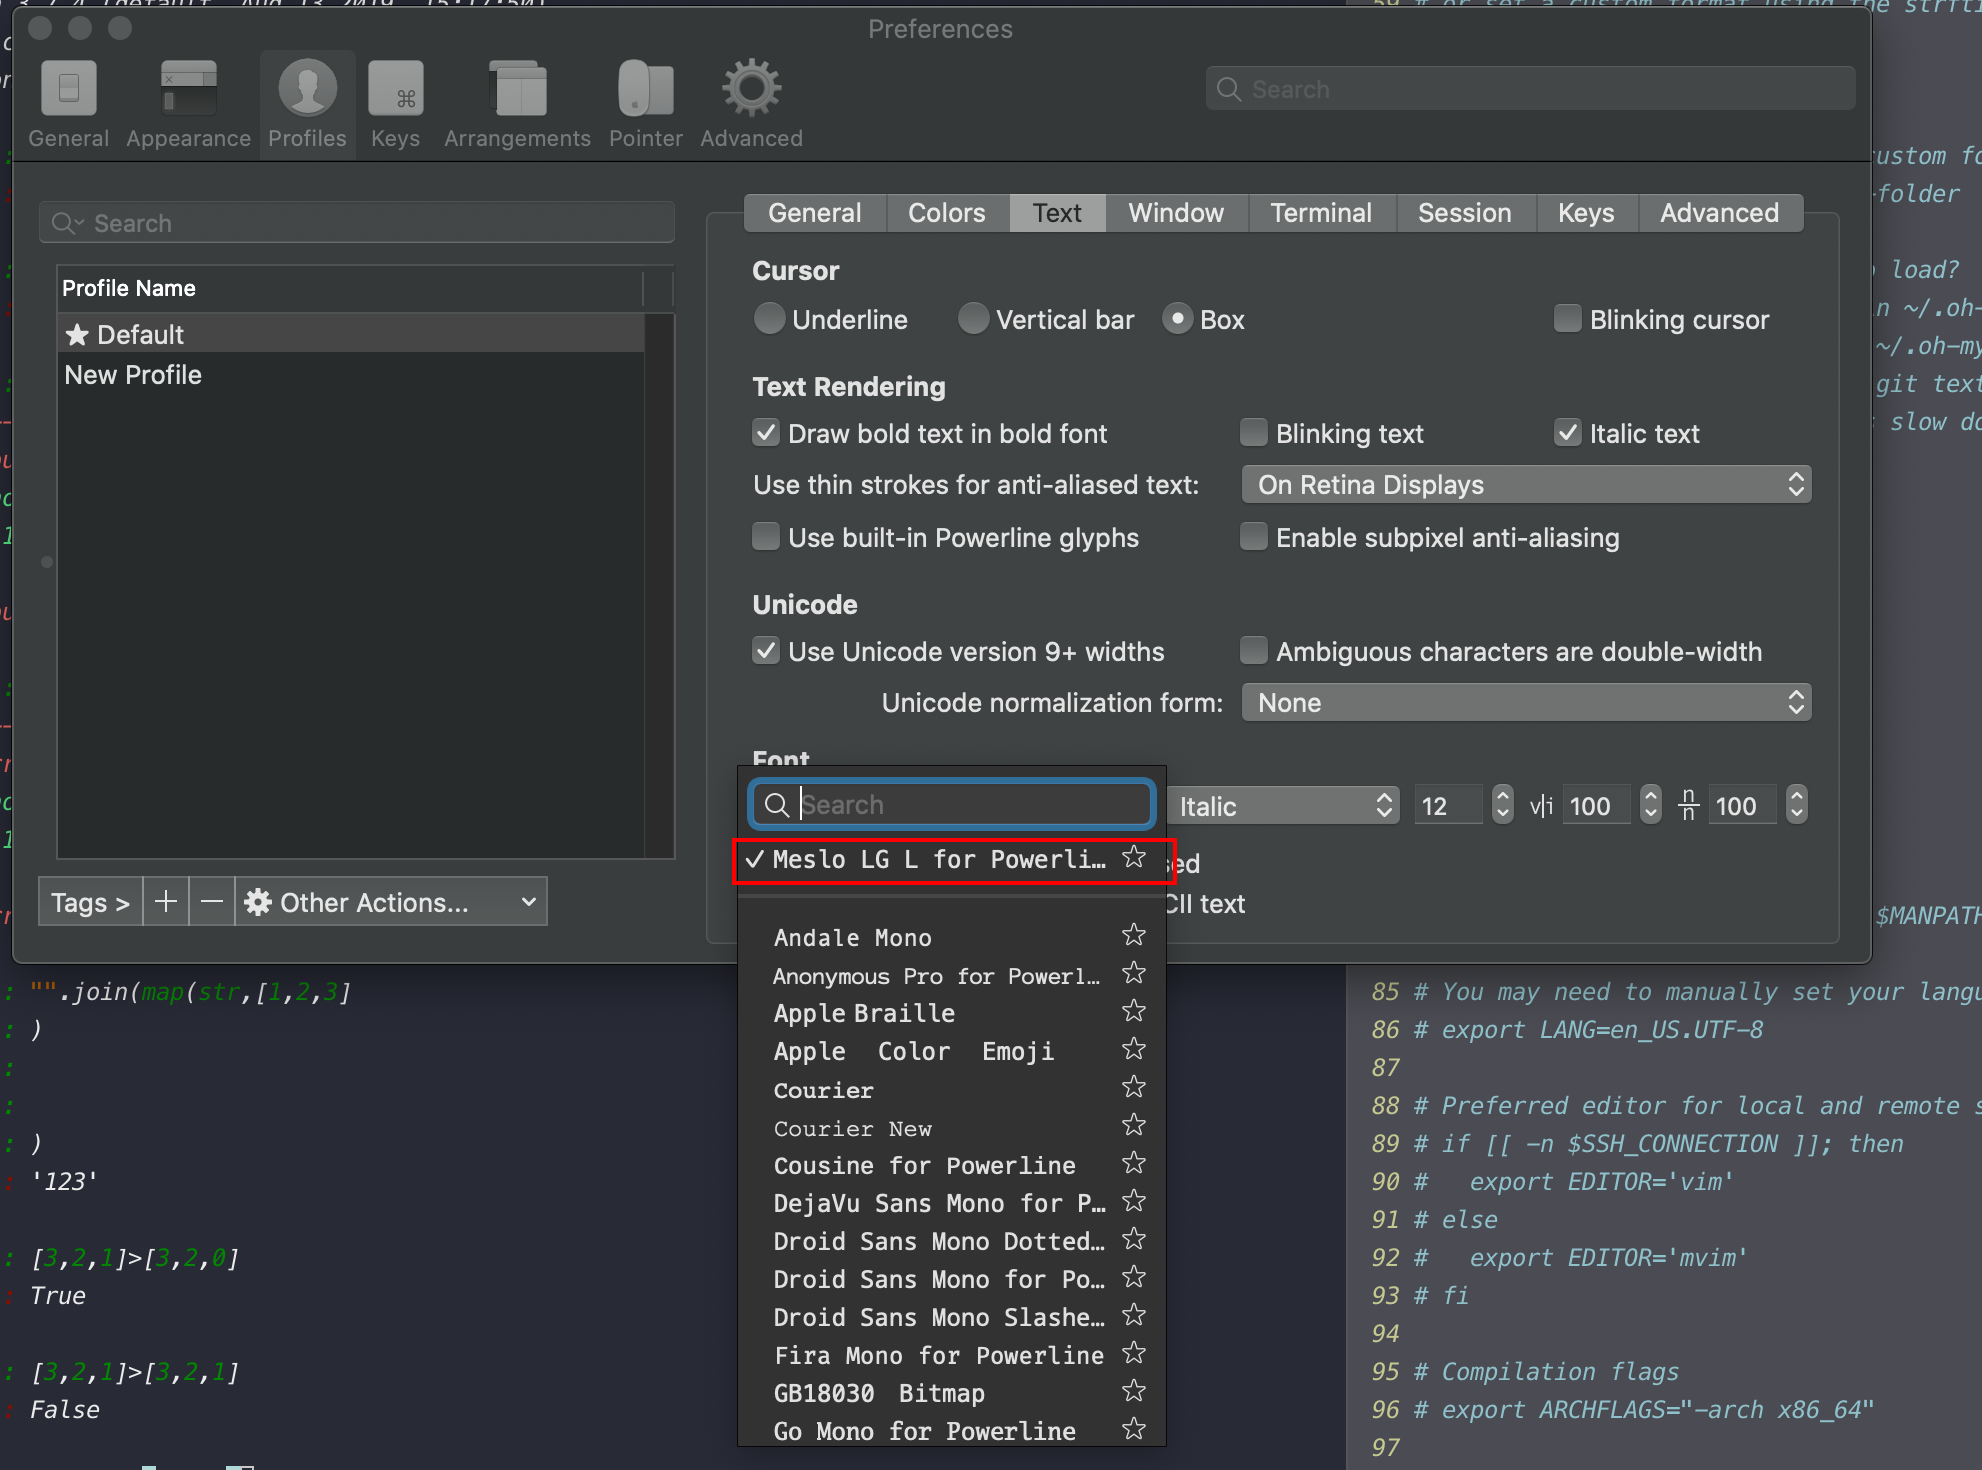 Preferences
General
Appearance
Profiles
Keys
Arrangements
Pointer
Advanced
Search
Search
Profile Name
★ Default
New Profile
Tags >
+
−
Other Actions...
General
Colors
Text
Window
Terminal
Session
Keys
Advanced
Cursor
Underline
Vertical bar
Box
Blinking cursor
Text Rendering
Draw bold text in bold font
Blinking text
Italic text
Use thin strokes for anti-aliased text:
On Retina Displays
Use built-in Powerline glyphs
Enable subpixel anti-aliasing
Unicode
Use Unicode version 9+ widths
Ambiguous characters are double-width
Unicode normalization form:
None
Font
Search
Italic
12
v|i
100
n
n
100
✓ Meslo LG L for Powerli…
CII text
Andale Mono
Anonymous Pro for Powerl…
Apple Braille
Apple Color Emoji
Courier
Courier New
Cousine for Powerline
DejaVu Sans Mono for P…
Droid Sans Mono Dotted…
Droid Sans Mono for Po…
Droid Sans Mono Slashe…
Fira Mono for Powerline
GB18030 Bitmap
Go Mono for Powerline
: "".join(map(str,[1,2,3]
: )
:
:
: )
: '123'
: [3,2,1]>[3,2,0]
: True
: [3,2,1]>[3,2,1]
: False
folder
load?
git text
slow
$MANPATH
85 # You may need to manually set your langu
86 # export LANG=en_US.UTF-8
87
88 # Preferred editor for local and remote s
89 # if [[ -n $SSH_CONNECTION ]]; then
90 #   export EDITOR='vim'
91 # else
92 #   export EDITOR='mvim'
93 # fi
94
95 # Compilation flags
96 # export ARCHFLAGS="-arch x86_64"
97